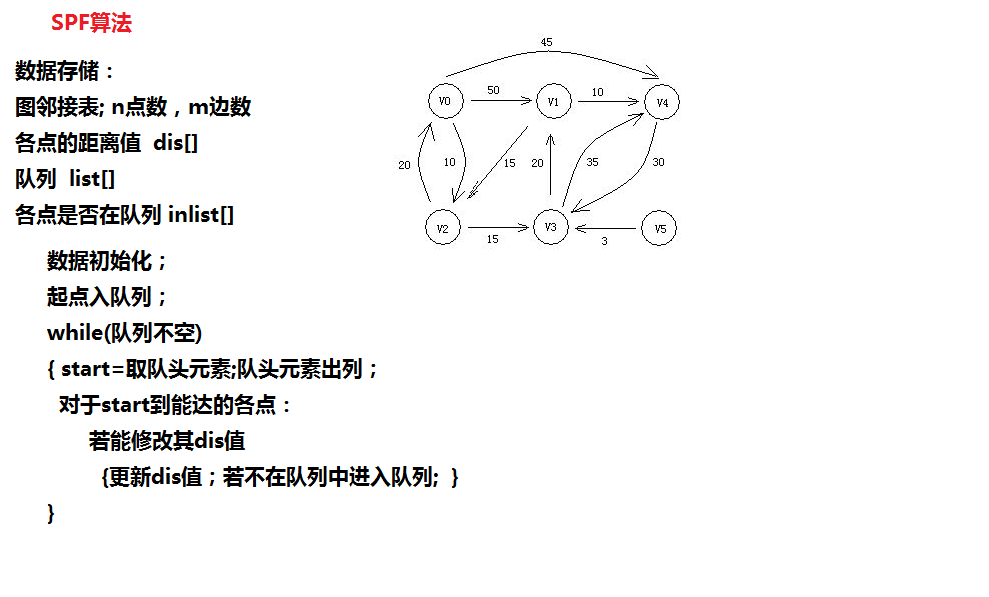 SPF算法
数据存储：
图邻接表; n点数，m边数
各点的距离值  dis[]
队列  list[]
各点是否在队列 inlist[]
数据初始化；
起点入队列；
while(队列不空)
{ start=取队头元素;队头元素出列；
对于start到能达的各点：
若能修改其dis值
{更新dis值；若不在队列中进入队列;  }
}
45
V0
50
V1
10
V4
20
10
15
20
35
30
V2
15
V3
3
V5